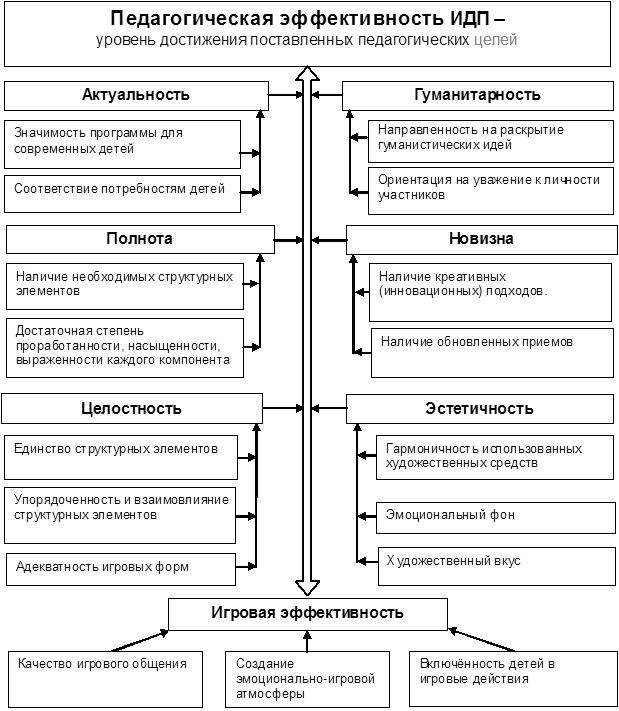 Педагогическая эффективность ИДП –
уровень достижения поставленных педагогических целей
Актуальность
Значимость программы для
современных детей
Соответствие потребностям детей
Гуманитарность
Направленность на раскрытие
гуманистических идей
Ориентация на уважение к личности
участников
Полнота
Наличие необходимых структурных
элементов
Достаточная степень
проработанности, насыщенности,
выраженности каждого компонента
Новизна
Наличие креативных
(инновационных) подходов.
Наличие обновленных приемов
Целостность
Единство структурных элементов
Упорядоченность и взаимовлияние
структурных элементов
Адекватность игровых форм
Эстетичность
Гармоничность использованных
художественных средств
Эмоциональный фон
Х удожественный вкус
Игровая эффективность
Качество игрового общения
Создание
эмоционально-игровой
атмосферы
Включённость детей в
игровые действия